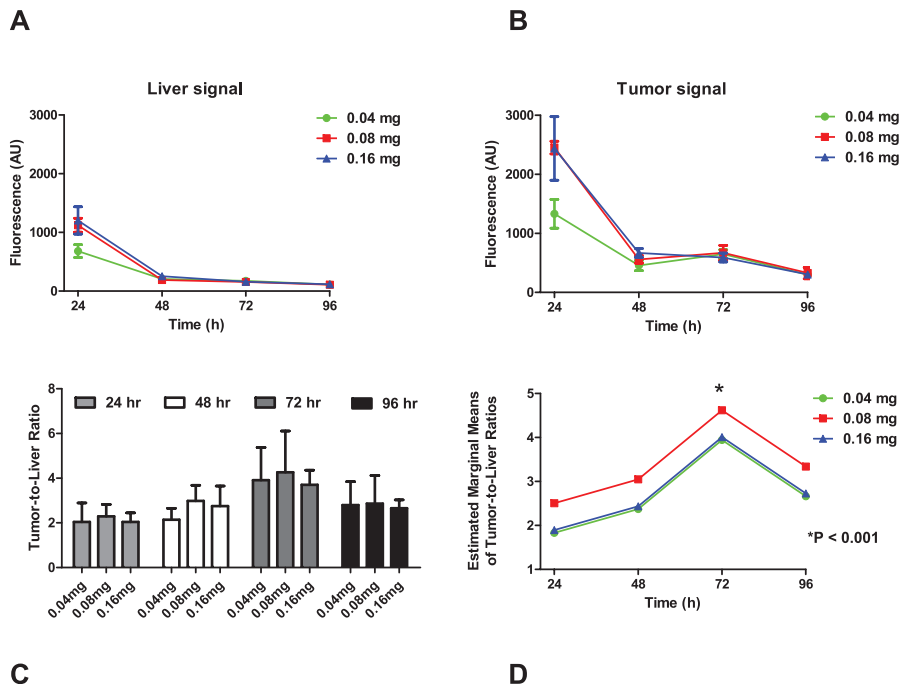 A
B
Liver signal
Tumor signal
3000
2000
1000
0
Fluorescence (AU)
24
48
72
96
Time (h)
0.04 mg
0.08 mg
0.16 mg
3000
2500
2000
1500
1000
500
0
Fluorescence (AU)
24
48
72
96
Time (h)
0.04 mg
0.08 mg
0.16 mg
8
6
4
2
0
Tumor-to-Liver Ratio
24 hr
48 hr
72 hr
96 hr
0.04mg
0.08mg
0.16mg
0.04mg
0.08mg
0.16mg
0.04mg
0.08mg
0.16mg
0.04mg
0.08mg
0.16mg
5
4
3
2
1
Estimated Marginal Means
of Tumor-to-Liver Ratios
*
24
48
72
96
Time (h)
0.04 mg
0.08 mg
0.16 mg
*P < 0.001
C
D